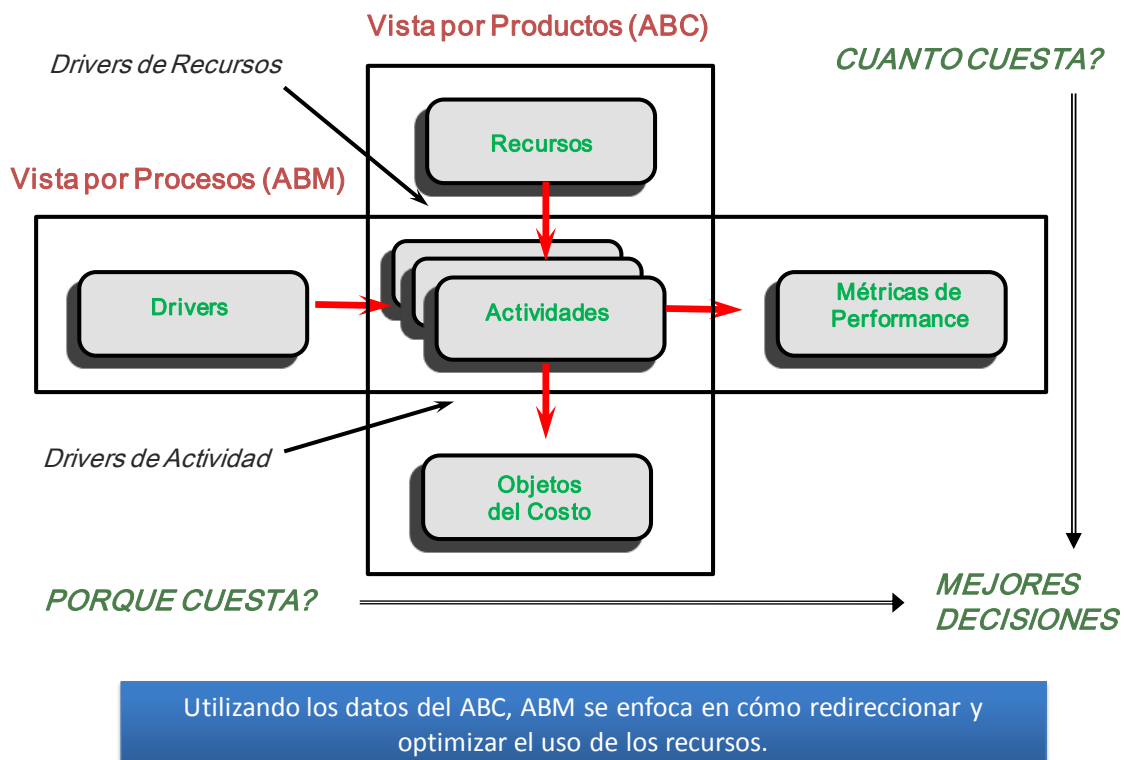 Vista por Productos (ABC)
Drivers de Recursos
CUANTO CUESTA?
Recursos
Vista por Procesos (ABM)
Drivers
Actividades
Métricas de
Performance
Drivers de Actividad
Objetos
del Costo
PORQUE CUESTA?
MEJORES
DECISIONES
Utilizando los datos del ABC, ABM se enfoca en cómo redireccionar y
optimizar el uso de los recursos.